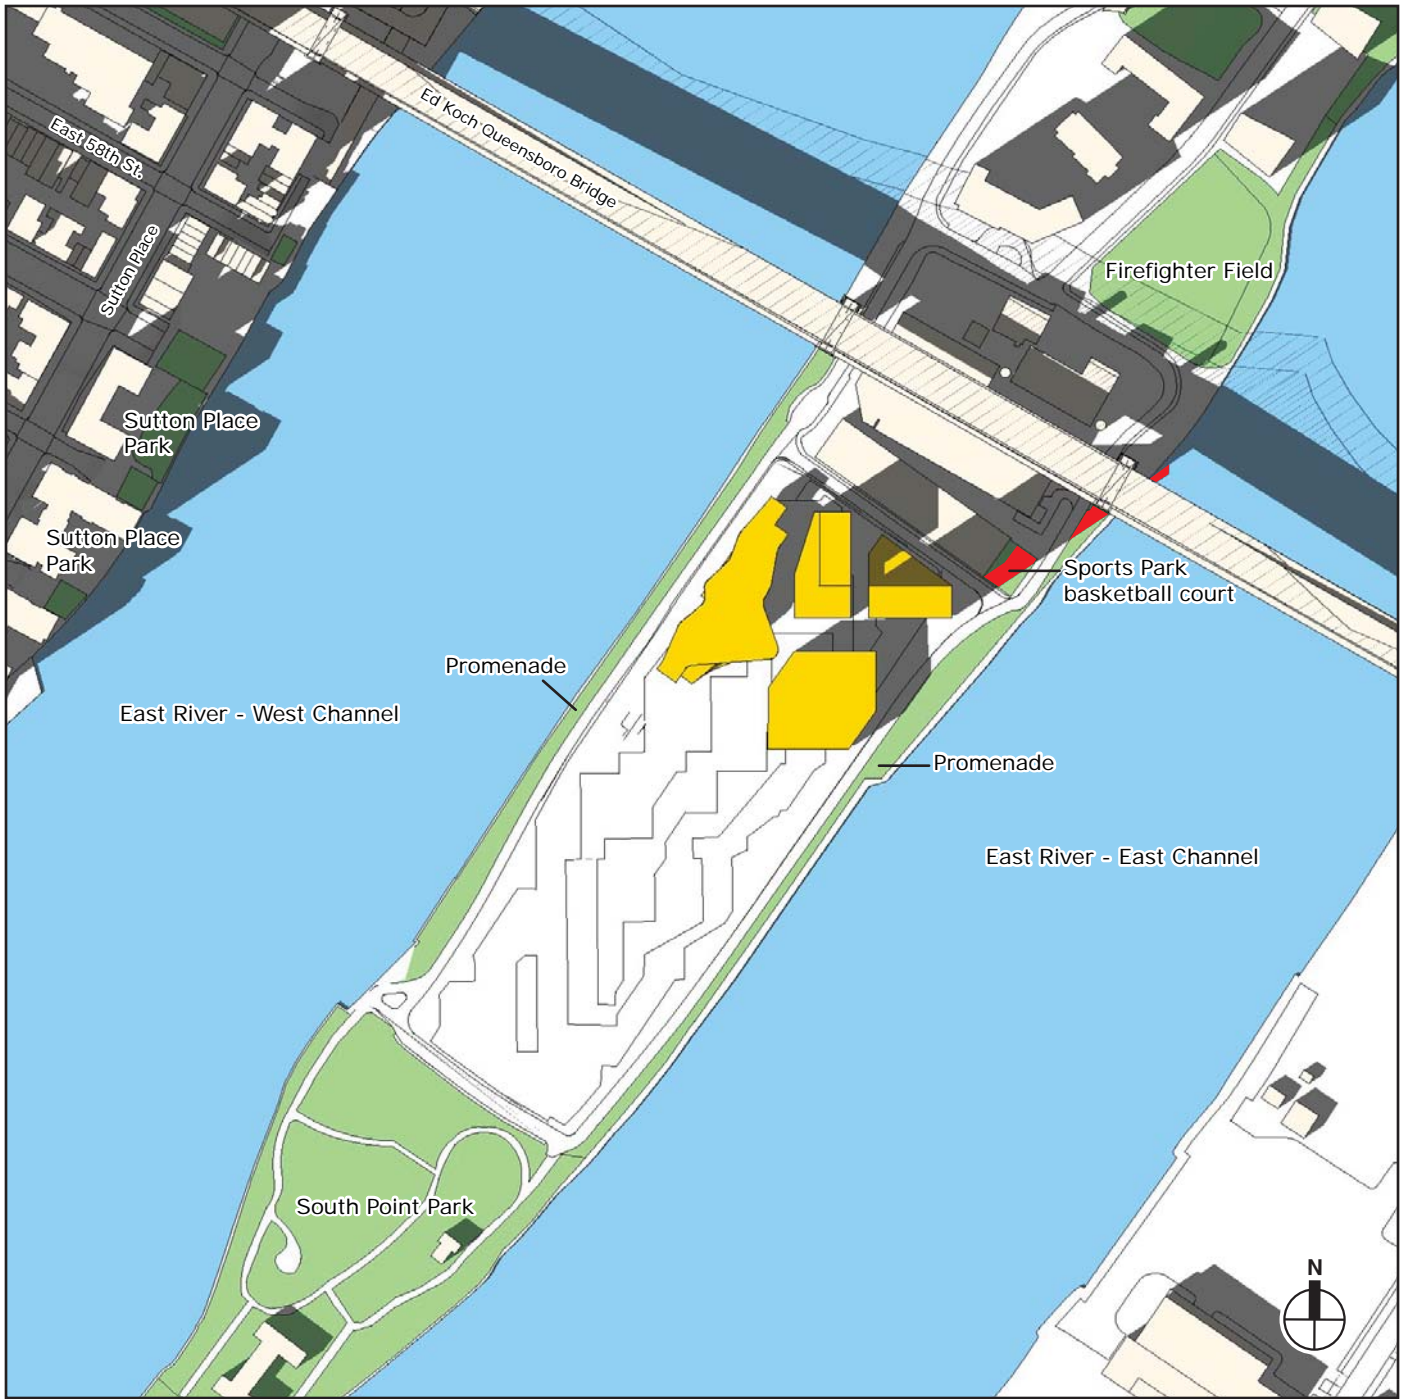 Ed Koch Queensboro Bridge
East 58th St.
Sutton Place
Firefighter Field
Sutton Place
Park
Sutton Place
Park
Sports Park
basketball court
Promenade
East River - West Channel
Promenade
East River - East Channel
South Point Park
N